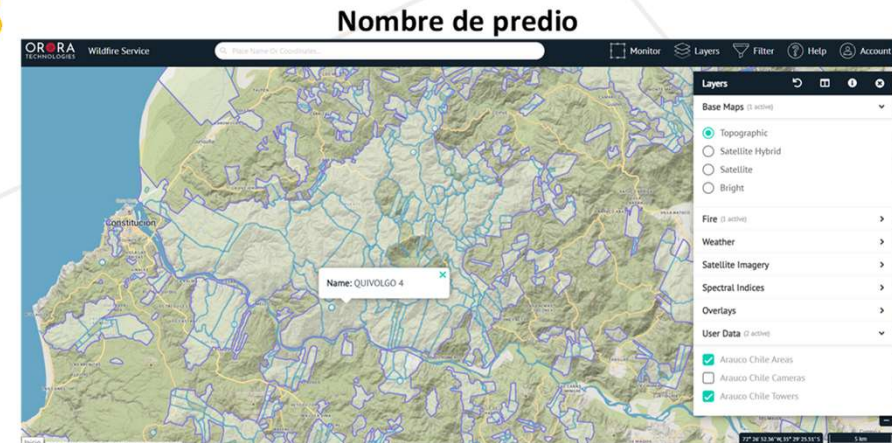 Nombre de predio
ORORA
TECHNOLOGIES
Wildfire Service
Place Name Or Coordinates...
Monitor
Layers
Filter
Help
Account
Layers
Base Maps (1 active)
Topographic
Satellite Hybrid
Satellite
Bright
Fire (1 active)
Weather
Satellite Imagery
Spectral Indices
Overlays
User Data (2 active)
Arauco Chile Areas
Arauco Chile Cameras
Arauco Chile Towers
Constitución
Name: QUIVOLGO 4
5 km